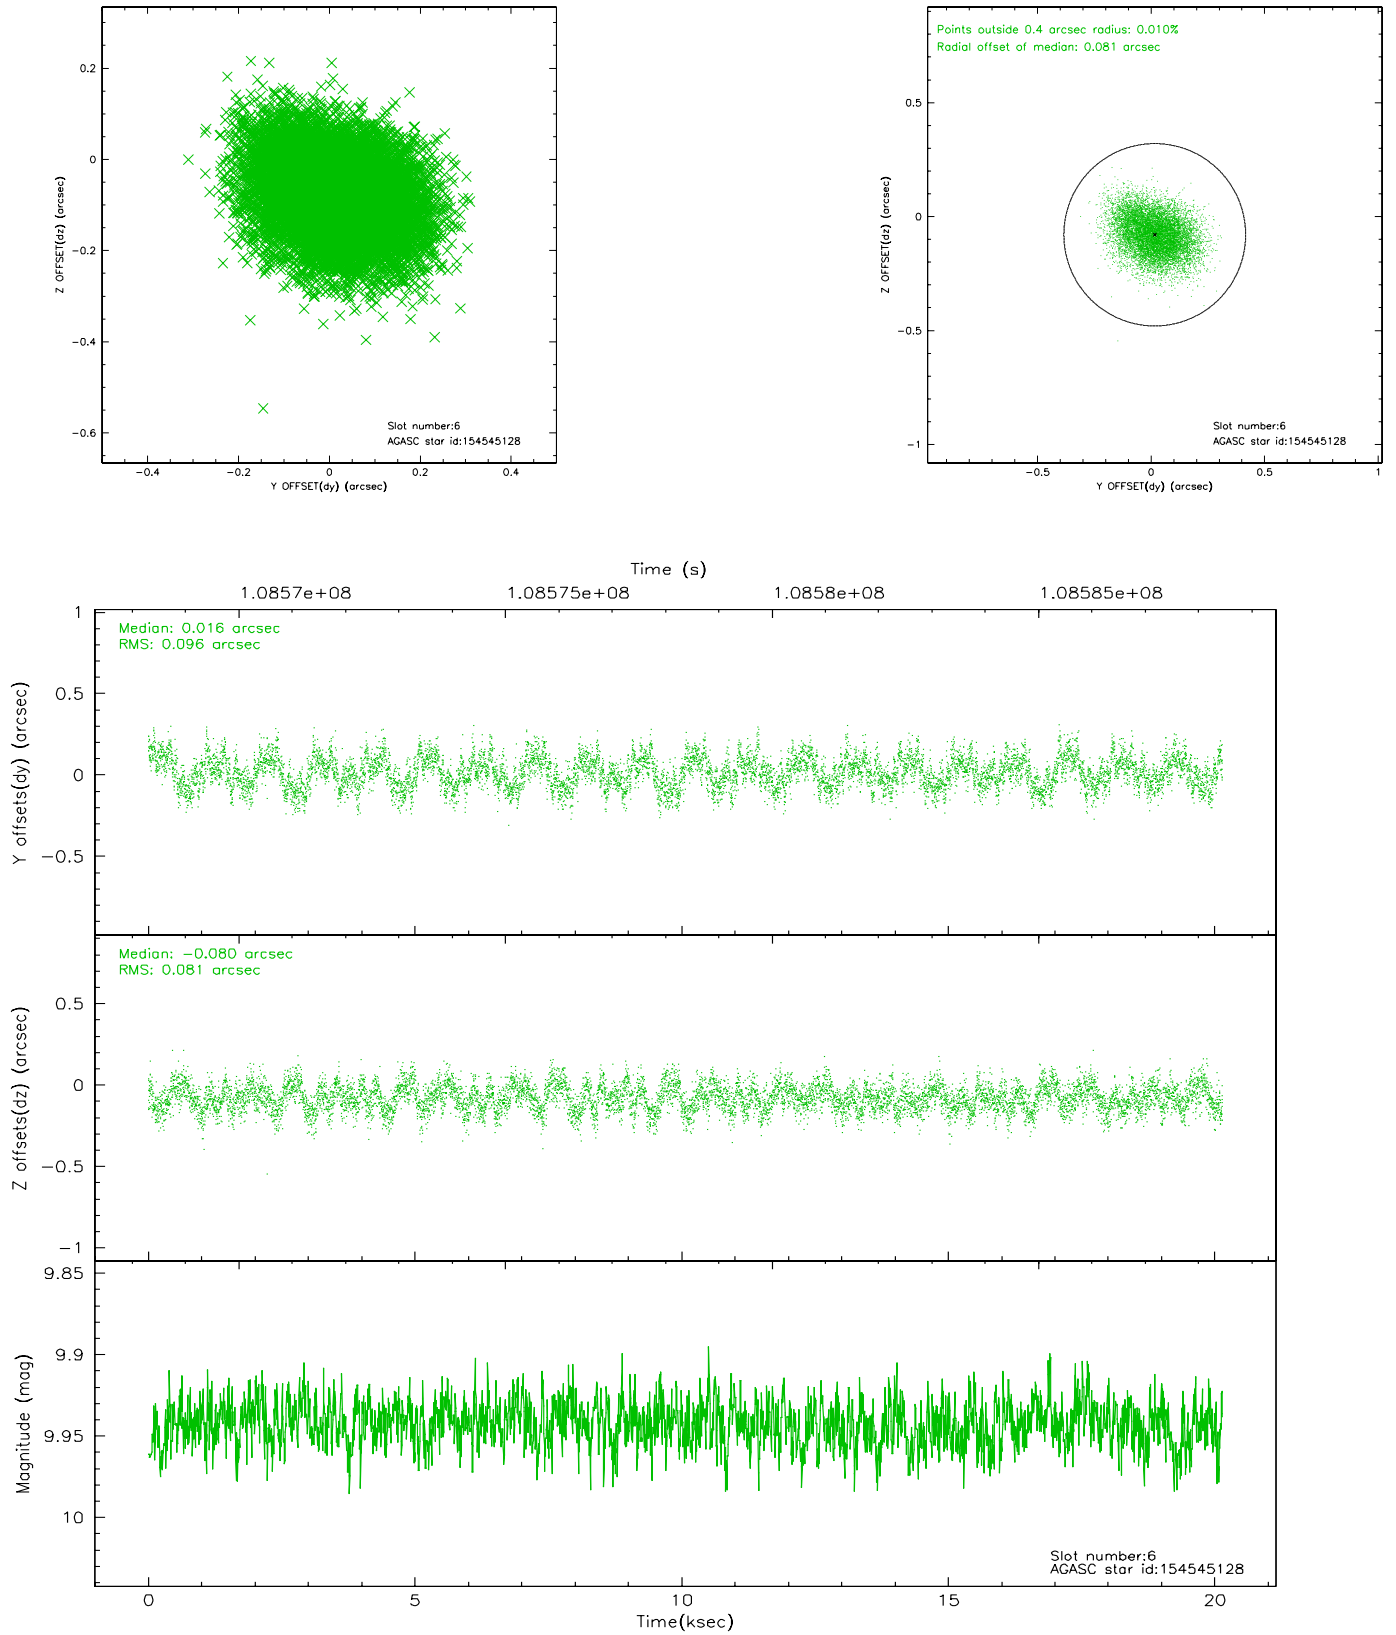 0.2
0
−0.2
−0.4
−0.6
Z OFFSET(dz) (arcsec)
Slot number:6
AGASC star id:154545128
−0.4 −0.2 0 0.2 0.4
Y OFFSET(dy) (arcsec)
Points outside 0.4 arcsec radius: 0.010%
Radial offset of median: 0.081 arcsec
0.5
0
−0.5
−1
Z OFFSET(dz) (arcsec)
Slot number:6
AGASC star id:154545128
−0.5 0 0.5 1
Y OFFSET(dy) (arcsec)
Time (s)
1.0857e+08 1.08575e+08 1.0858e+08 1.08585e+08
Median: 0.016 arcsec
RMS: 0.096 arcsec
1
0.5
0
−0.5
Y offsets(dy) (arcsec)
Median: −0.080 arcsec
RMS: 0.081 arcsec
0.5
0
−0.5
−1
Z offsets(dz) (arcsec)
9.85
9.9
9.95
10
Magnitude (mag)
Slot number:6
AGASC star id:154545128
0 5 10 15 20
Time(ksec)